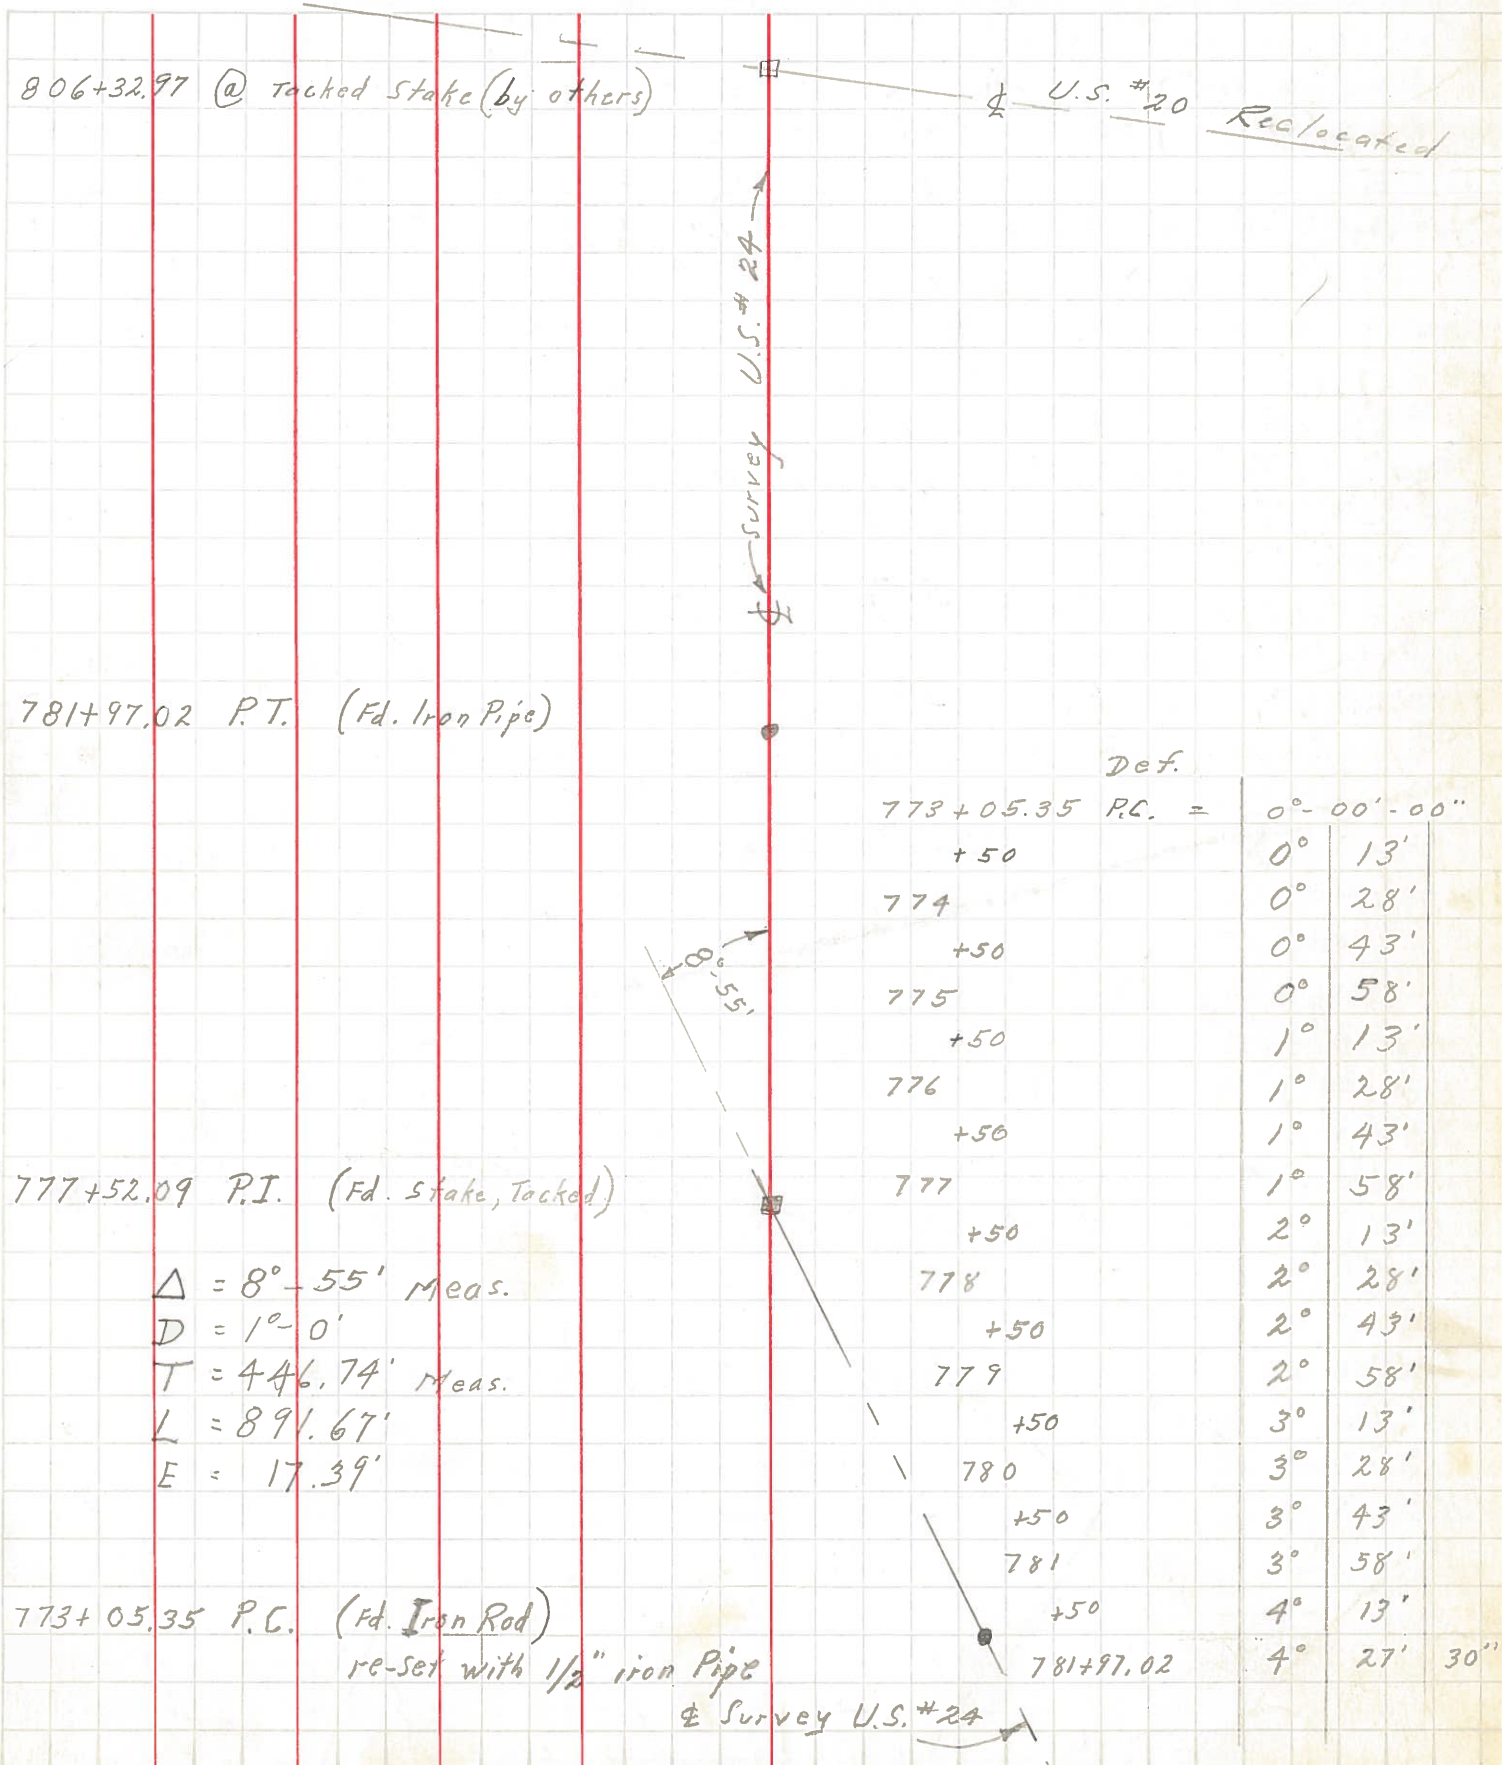 806+32.97 @ Tacked Stake (by others)
℄ U.S. #20 Realocated
℄ Survey U.S. #24
781+97.02 P.T. (Fd. Iron Pipe)
Def.
773+05.35 P.C. = 0°-00'-00"
+50 0° 13'
774 0° 28'
+50 0° 43'
775 0° 58'
+50 1° 13'
776 1° 28'
+50 1° 43'
777 1° 58'
+50 2° 13'
778 2° 28'
+50 2° 43'
779 2° 58'
+50 3° 13'
780 3° 28'
+50 3° 43'
781 3° 58'
+50 4° 13'
781+97.02 4° 27' 30"
8°-55'
777+52.09 P.I. (Fd. Stake, Tacked)
Δ = 8°-55' Meas.
D = 1°-0'
T = 446.74' Meas.
L = 891.67'
E = 17.39'
773+05.35 P.C. (Fd. Iron Rod)
re-set with 1/2" iron Pipe
℄ Survey U.S. #24